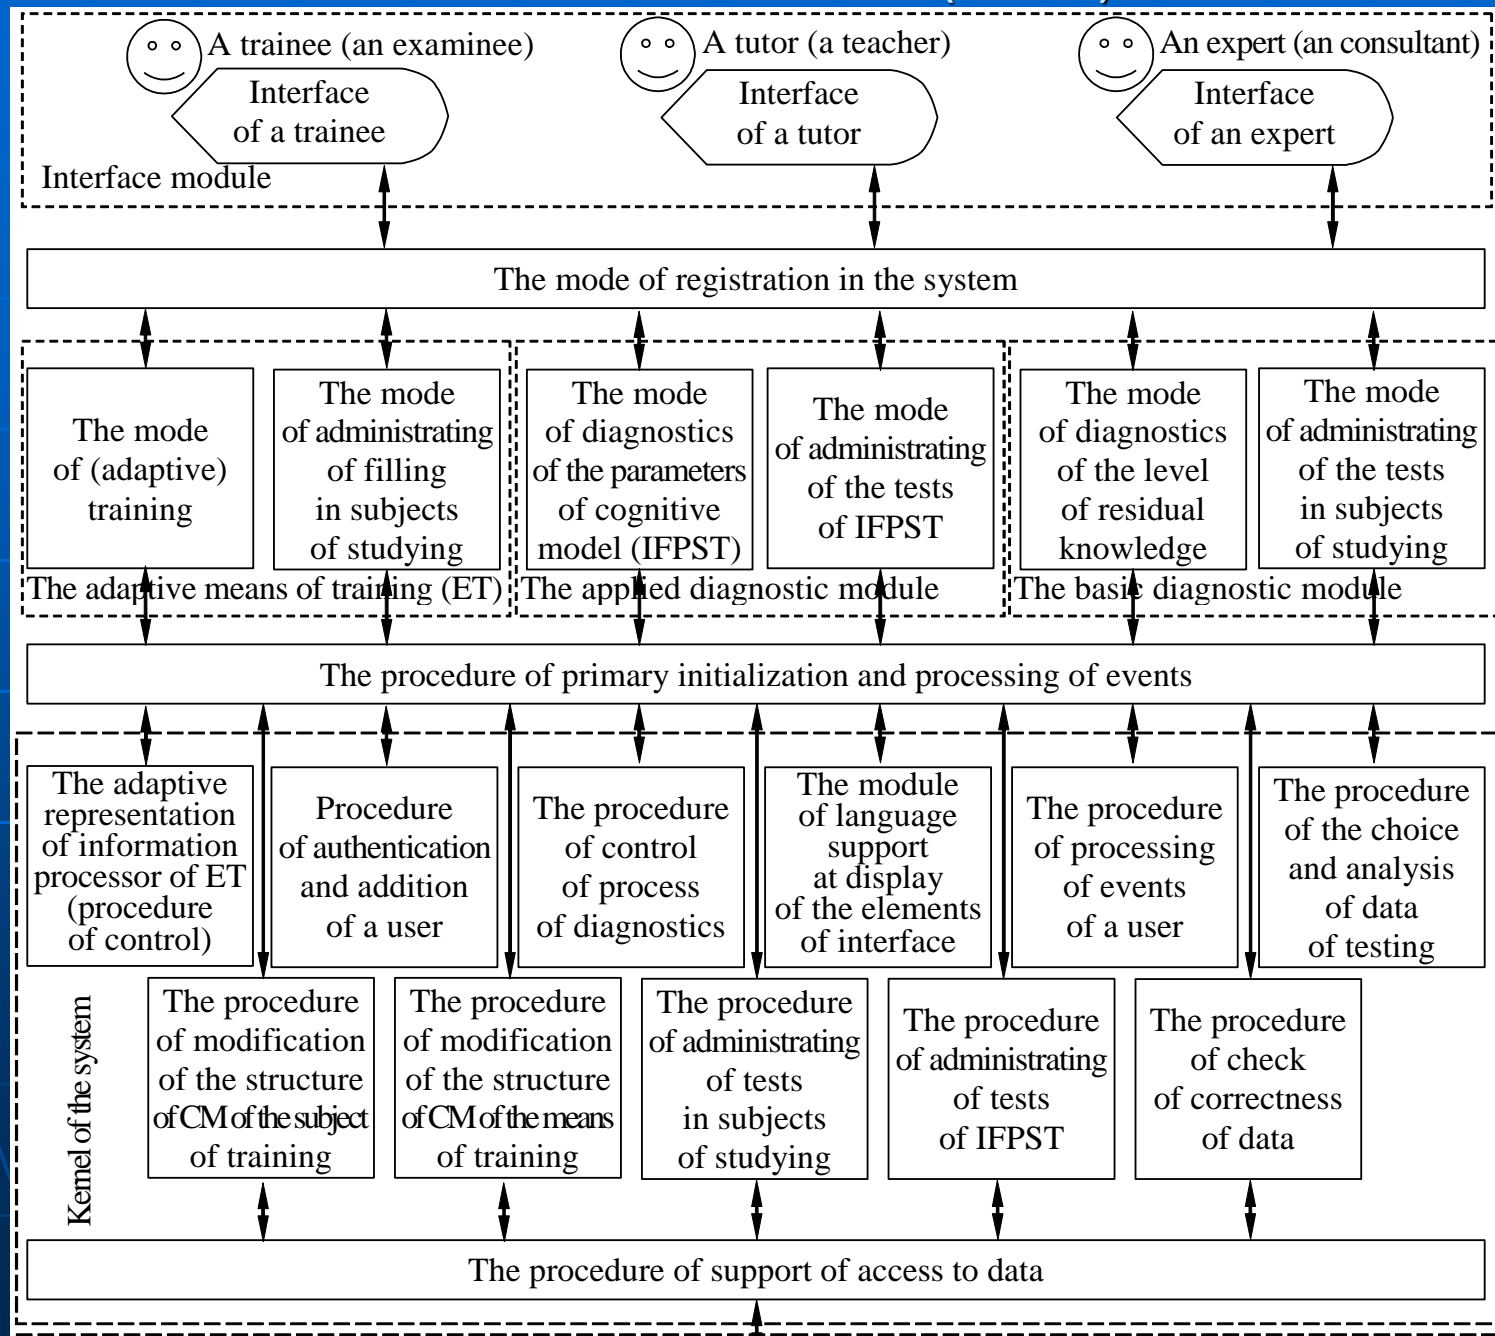 A trainee (an examinee)
Interface
of a trainee
A tutor (a teacher)
Interface
of a tutor
An expert (an consultant)
Interface
of an expert
Interface module
The mode of registration in the system
The mode
of (adaptive)
training
The mode
of administrating
of filling
in subjects
of studying
The adaptive means of training (ET)
The mode
of diagnostics
of the parameters
of cognitive
model (IFPST)
The mode
of administrating
of the tests
of IFPST
The applied diagnostic module
The mode
of diagnostics
of the level
of residual
knowledge
The mode
of administrating
of the tests
in subjects
of studying
The basic diagnostic module
The procedure of primary initialization and processing of events
The adaptive
representation
of information
processor of ET
(procedure
of control)
Procedure
of authentication
and addition
of a user
The procedure
of control
of process
of diagnostics
The module
of language
support
at display
of the elements
of interface
The procedure
of processing
of events
of a user
The procedure
of the choice
and analysis
of data
of testing
Kernel of the system
The procedure
of modification
of the structure
of CM of the subject
of training
The procedure
of modification
of the structure
of CM of the means
of training
The procedure
of administrating
of tests
in subjects
of studying
The procedure
of administrating
of tests
of IFPST
The procedure
of check
of correctness
of data
The procedure of support of access to data